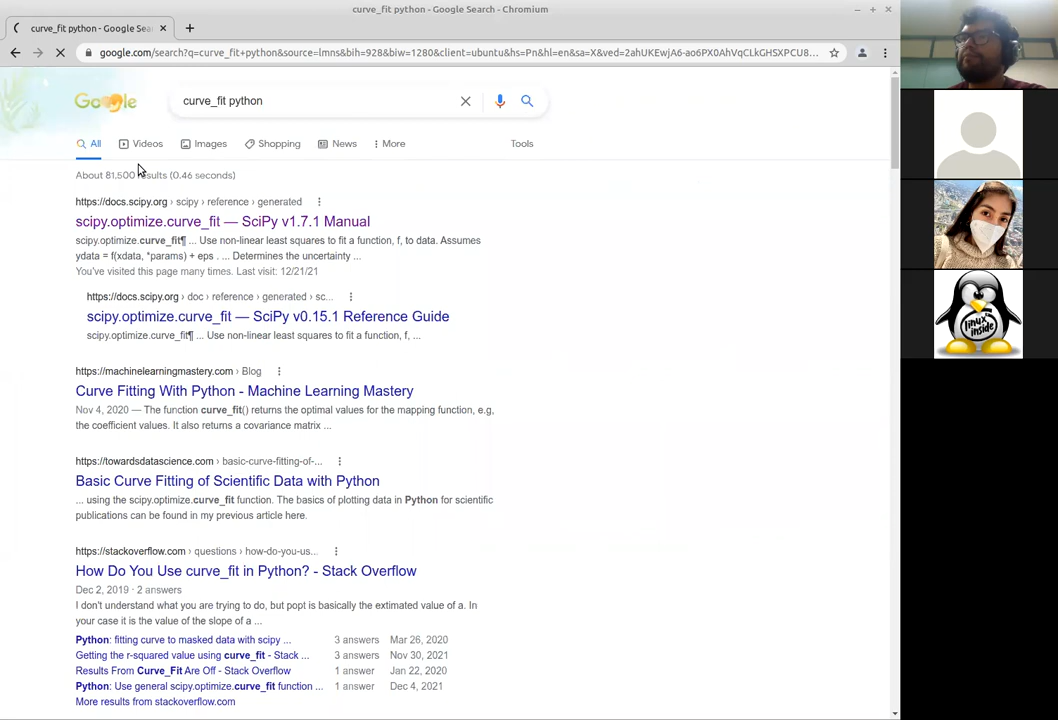 curve_fit python - Google Search - Chromium
curve_fit python - Google Sea
google.com/search?q=curve_fit+python&source=lmns&bih=928&biw=1280&client=ubuntu&hs=Pn&hl=en&sa=X&ved=2ahUKEwjA6-ao6PX0AhVqCLkGHSXPCU8...
Google
curve_fit python
All Videos Images Shopping News More Tools
About 81,500 results (0.46 seconds)
https://docs.scipy.org › scipy › reference › generated
scipy.optimize.curve_fit — SciPy v1.7.1 Manual
scipy.optimize.curve_fit¶ ... Use non-linear least squares to fit a function, f, to data. Assumes
ydata = f(xdata, *params) + eps . ... Determines the uncertainty ...
You've visited this page many times. Last visit: 12/21/21
https://docs.scipy.org › doc › reference › generated › sc...
scipy.optimize.curve_fit — SciPy v0.15.1 Reference Guide
scipy.optimize.curve_fit¶ ... Use non-linear least squares to fit a function, f, ...
https://machinelearningmastery.com › Blog
Curve Fitting With Python - Machine Learning Mastery
Nov 4, 2020 — The function curve_fit() returns the optimal values for the mapping function, e.g,
the coefficient values. It also returns a covariance matrix ...
https://towardsdatascience.com › basic-curve-fitting-of-...
Basic Curve Fitting of Scientific Data with Python
... using the scipy.optimize.curve_fit function. The basics of plotting data in Python for scientific
publications can be found in my previous article here.
https://stackoverflow.com › questions › how-do-you-us...
How Do You Use curve_fit in Python? - Stack Overflow
Dec 2, 2019 · 2 answers
I don't understand what you are trying to do, but popt is basically the extimated value of a. In
your case it is the value of the slope of a ...
Python: fitting curve to masked data with scipy ... 3 answers Mar 26, 2020
Getting the r-squared value using curve_fit - Stack ... 3 answers Nov 30, 2021
Results From Curve_Fit Are Off - Stack Overflow 1 answer Jan 22, 2020
Python: Use general scipy.optimize.curve_fit function ... 1 answer Dec 4, 2021
More results from stackoverflow.com
linux
inside